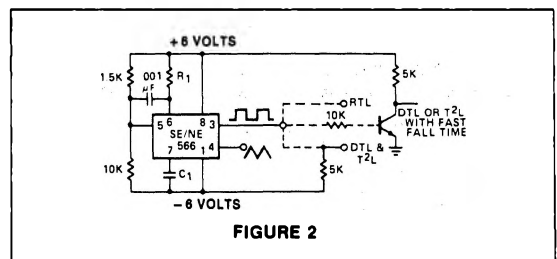 +6 VOLTS
1.5K
.001
μF
R1
5K
6
8
3
5
SE/NE
566
7
1
4
RTL
10K
DTL OR T²L
WITH FAST
FALL TIME
10K
C1
DTL &
T²L
5K
−6 VOLTS
FIGURE 2